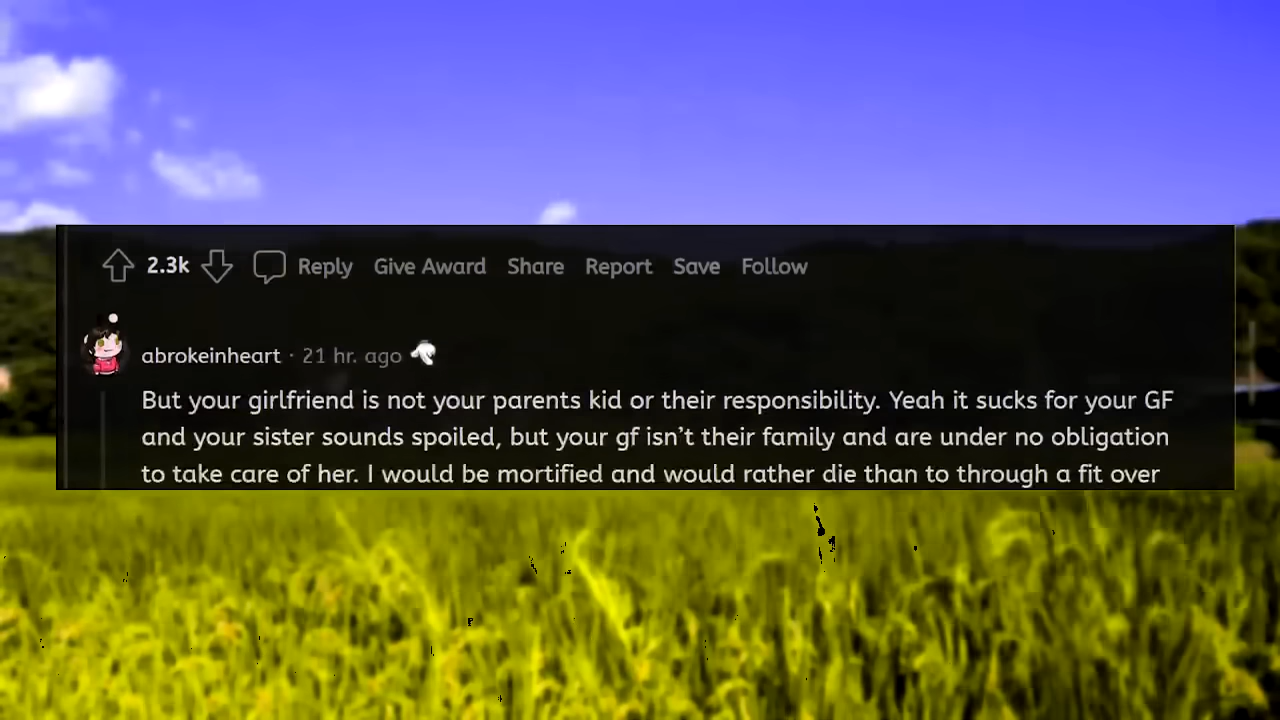 2.3k Reply Give Award Share Report Save Follow
abrokeinheart · 21 hr. ago
But your girlfriend is not your parents kid or their responsibility. Yeah it sucks for your GF
and your sister sounds spoiled, but your gf isn’t their family and are under no obligation
to take care of her. I would be mortified and would rather die than to through a fit over